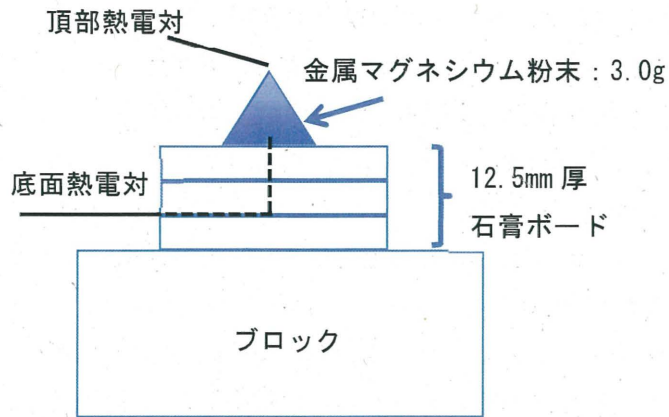 頂部熱電対
金属マグネシウム粉末：3.0g
底面熱電対
12.5mm 厚
石膏ボード
ブロック